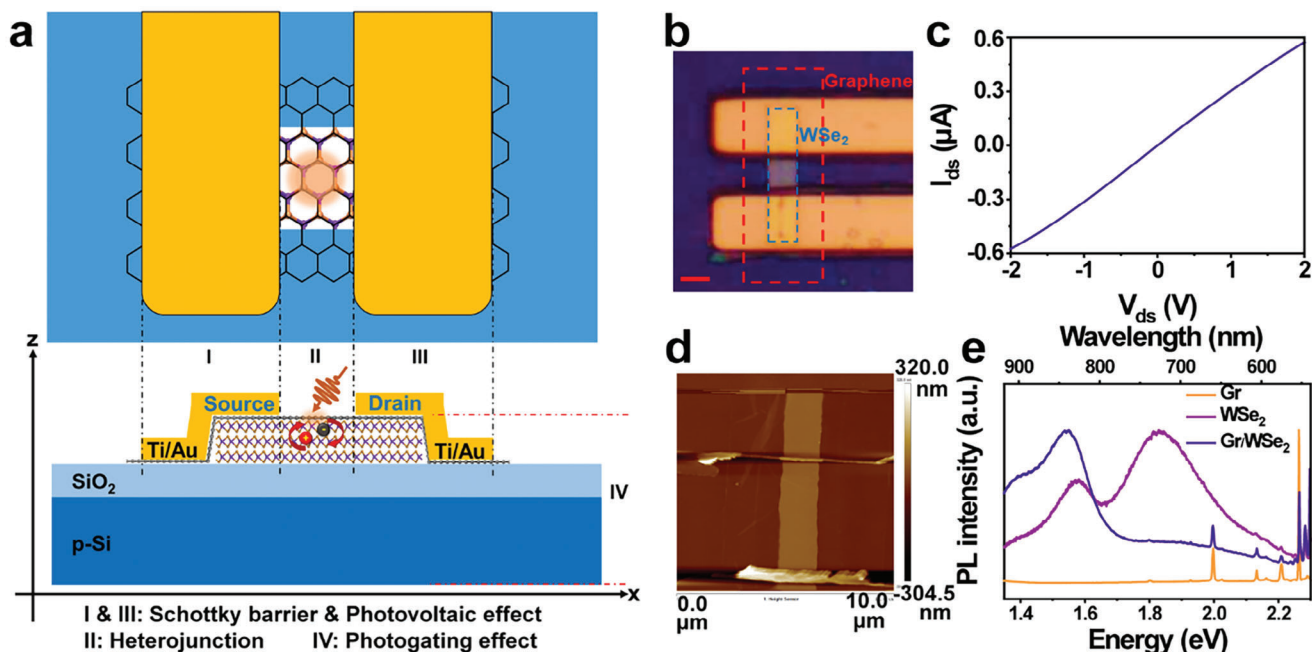 a
I
II
III
z
Source
Drain
Ti/Au
Ti/Au
SiO₂
IV
p-Si
x
I & III: Schottky barrier & Photovoltaic effect
II: Heterojunction IV: Photogating effect
b
Graphene
WSe₂
c
0.6
0.3
0.0
-0.3
-0.6
I_ds (μA)
-2 -1 0 1 2
V_ds (V)
d
320.0
nm
-304.5
nm
0.0
μm
10.0
μm
e
Wavelength (nm)
900 800 700 600
Gr
WSe₂
Gr/WSe₂
PL intensity (a.u.)
1.4 1.6 1.8 2.0 2.2
Energy (eV)